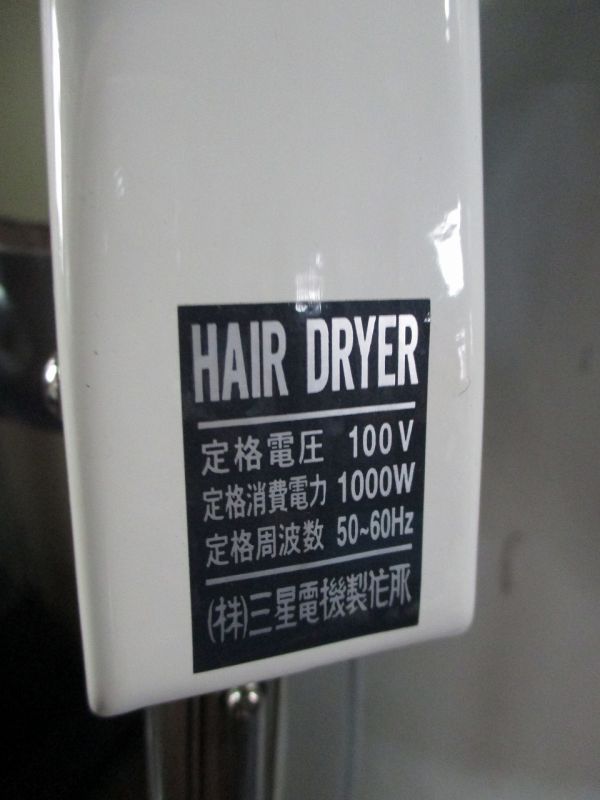 HAIR DRYER
定格電圧 100V
定格消費電力 1000W
定格周波数 50~60Hz
(株)三星電機製作所